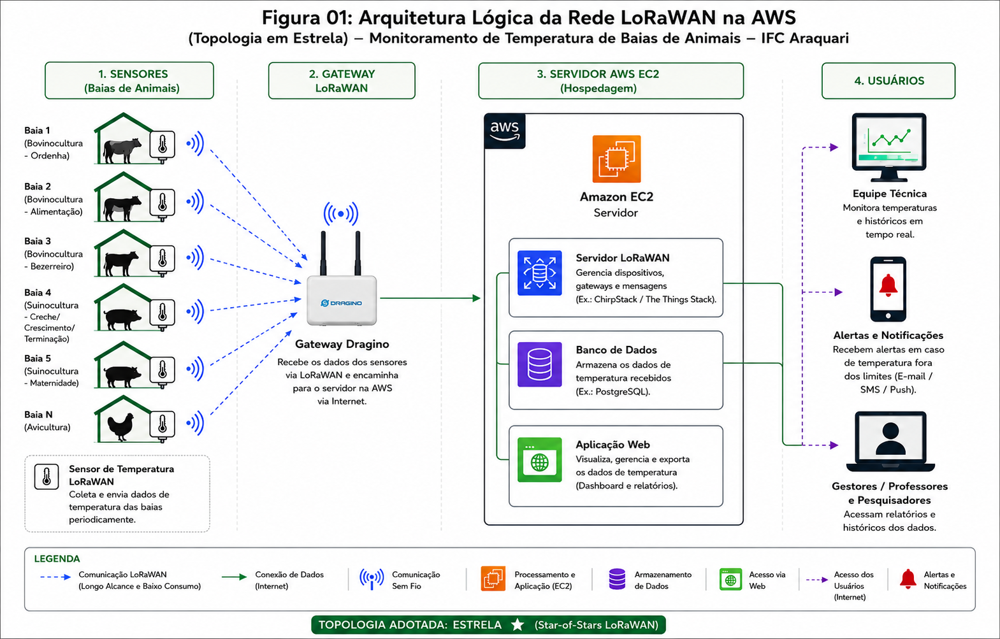 Figura 01: Arquitetura Lógica da Rede LoRaWAN na AWS
(Topologia em Estrela) – Monitoramento de Temperatura de Baias de Animais – IFC Araquari
1. SENSORES
(Baias de Animais)
2. GATEWAY
LoRaWAN
3. SERVIDOR AWS EC2
(Hospedagem)
4. USUÁRIOS
Baia 1
(Bovinocultura
- Ordenha)
Baia 2
(Bovinocultura
- Alimentação)
Baia 3
(Bovinocultura
- Bezerreiro)
Baia 4
(Suinocultura
- Creche/
Crescimento/
Terminação)
Baia 5
(Suinocultura
- Maternidade)
Baia N
(Avicultura)
Sensor de Temperatura
LoRaWAN
Coleta e envia dados de
temperatura das baias
periodicamente.
DRAGINO
Gateway Dragino
Recebe os dados dos sensores
via LoRaWAN e encaminha
para o servidor na AWS
via Internet.
aws
Amazon EC2
Servidor
Servidor LoRaWAN
Gerencia dispositivos,
gateways e mensagens
(Ex.: ChirpStack / The Things Stack).
Banco de Dados
Armazena os dados de
temperatura recebidos
(Ex.: PostgreSQL).
Aplicação Web
Visualiza, gerencia e exporta
os dados de temperatura
(Dashboard e relatórios).
Equipe Técnica
Monitora temperaturas
e históricos em
tempo real.
Alertas e Notificações
Recebem alertas em caso
de temperatura fora
dos limites (E-mail /
SMS / Push).
Gestores / Professores
e Pesquisadores
Acessam relatórios e
históricos dos dados.
LEGENDA
Comunicação LoRaWAN
(Longo Alcance e Baixo Consumo)
Conexão de Dados
(Internet)
Comunicação
Sem Fio
Processamento e
Aplicação (EC2)
Armazenamento
de Dados
Acesso via
Web
Acesso dos
Usuários
(Internet)
Alertas e
Notificações
TOPOLOGIA ADOTADA: ESTRELA ★ (Star-of-Stars LoRaWAN)